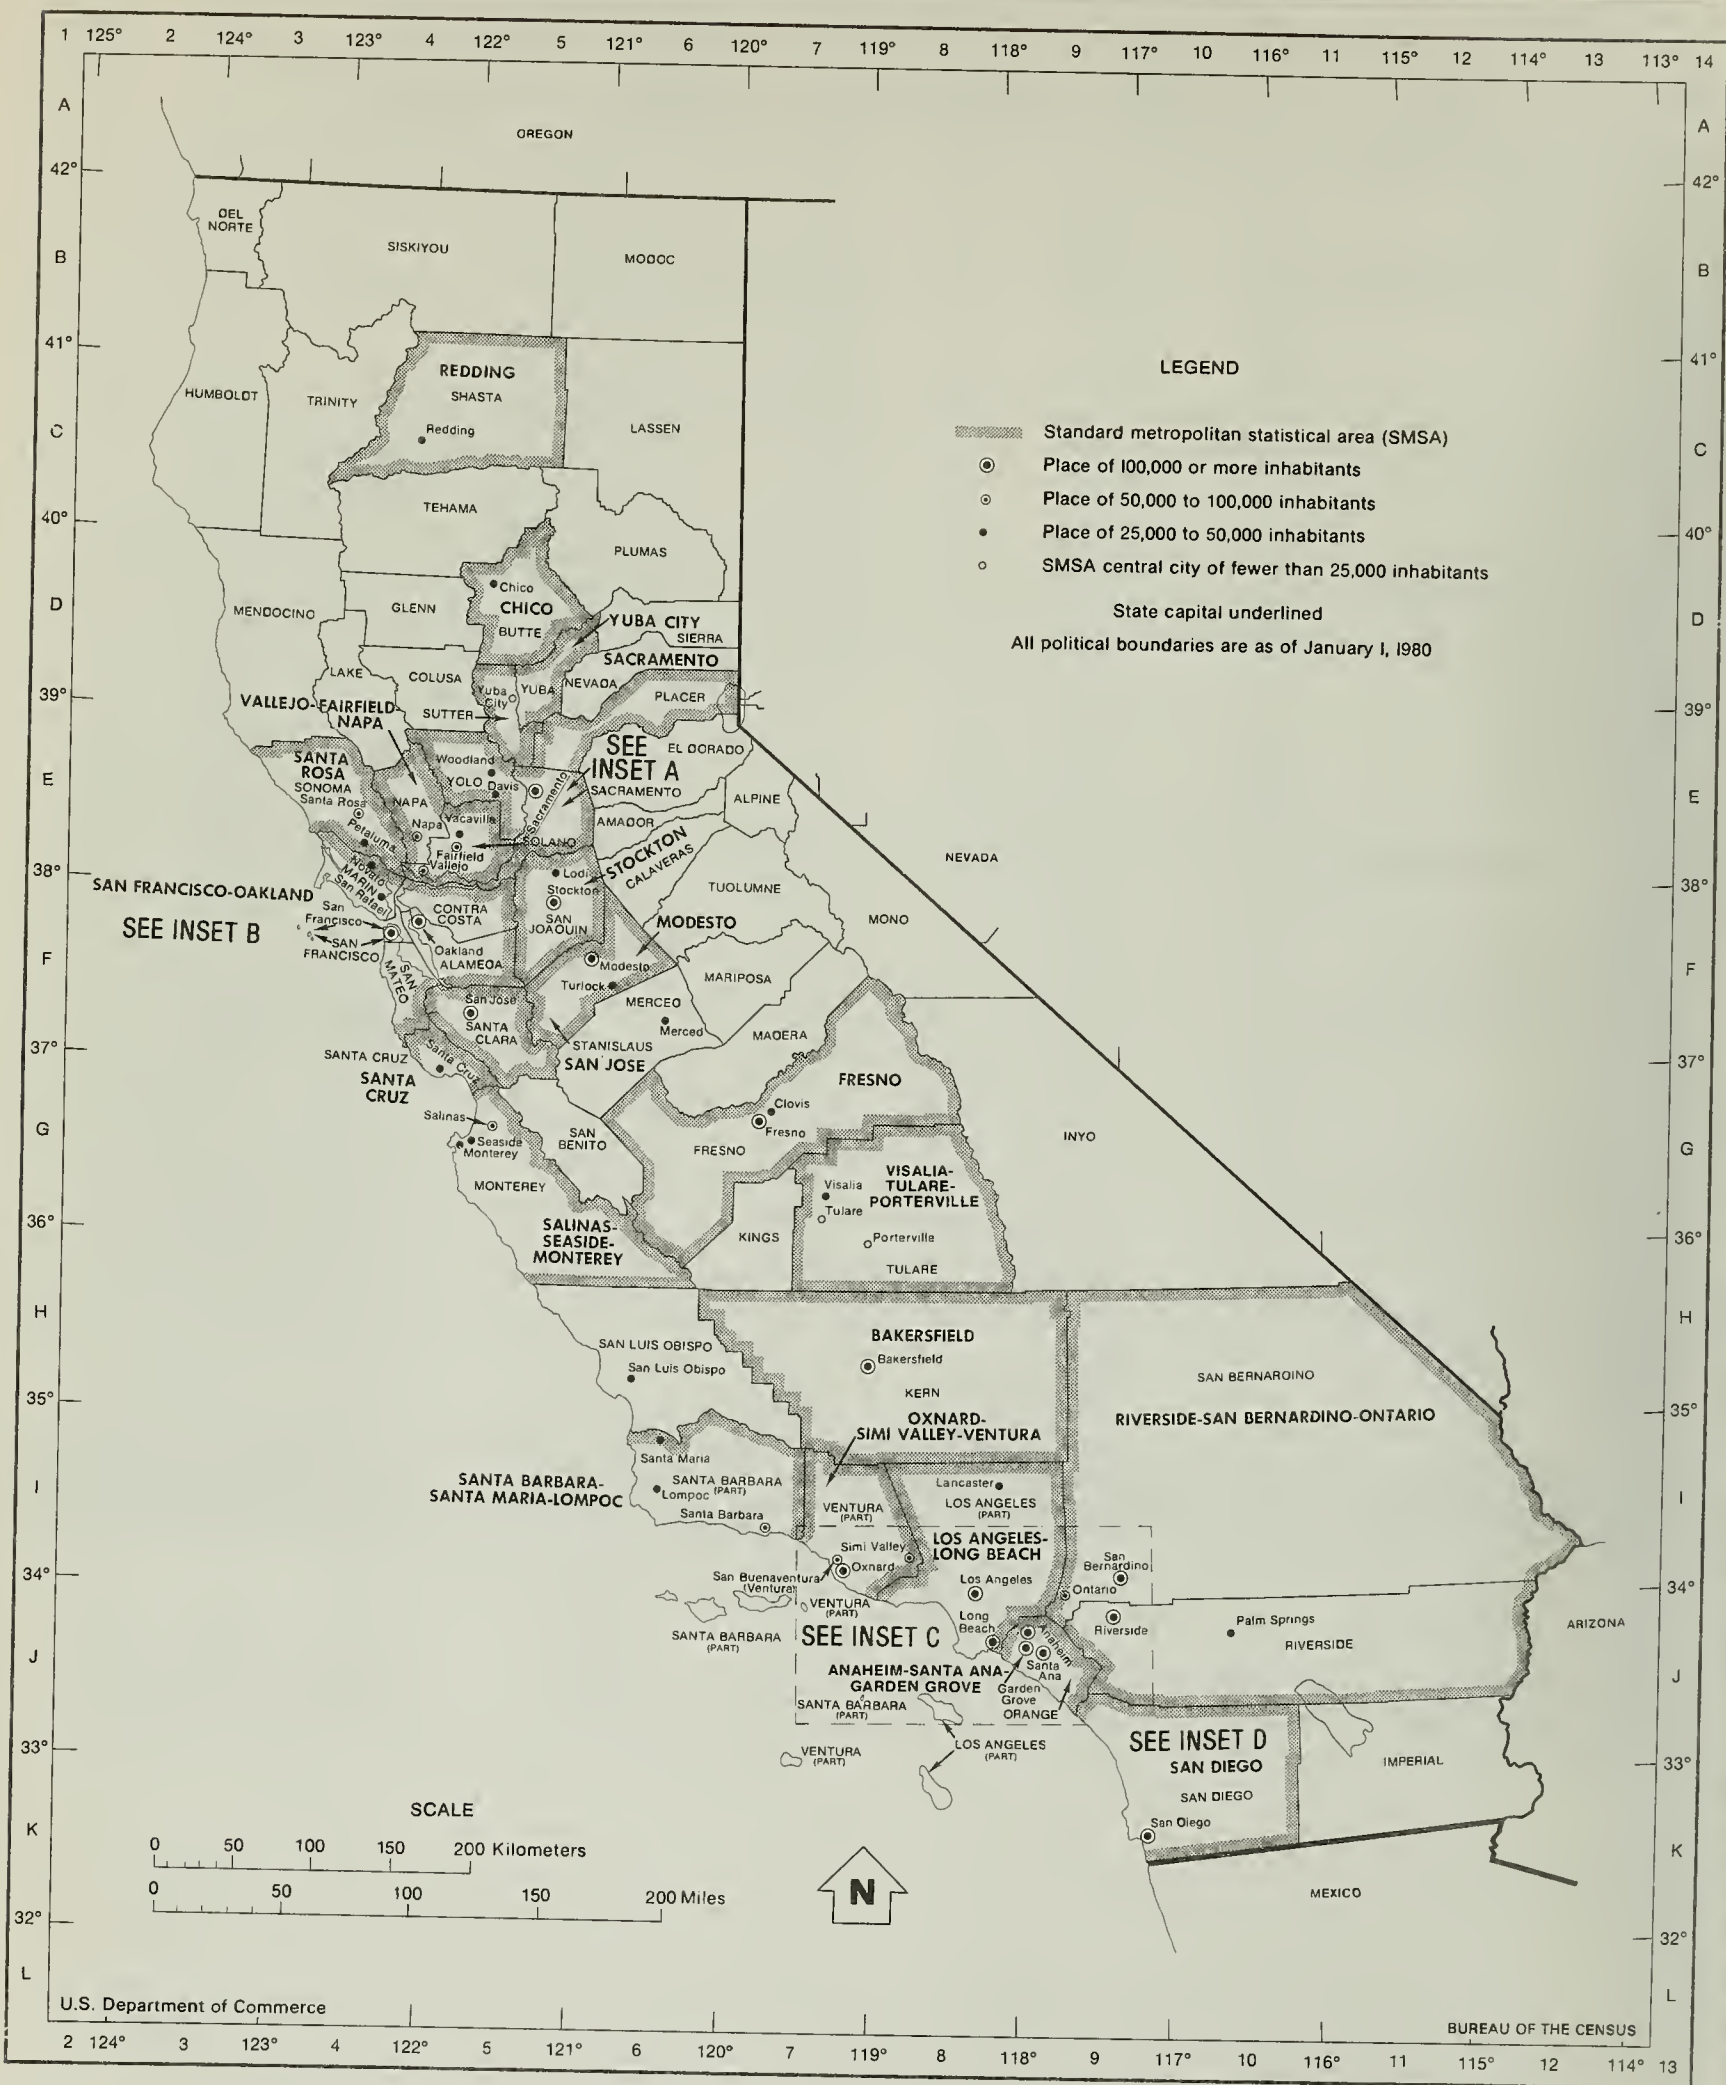 1 125° 2 124° 3 123° 4 122° 5 121° 6 120° 7 119° 8 118° 9 117° 10 116° 11 115° 12 114° 13 113° 14
A
A
OREGON
42°
42°
DEL
NORTE
SISKIYOU
MODOC
B
B
41°
41°
LEGEND
REDDING
SHASTA
HUMBOLDT
TRINITY
Redding
LASSEN
C
C
Standard metropolitan statistical area (SMSA)
Place of 100,000 or more inhabitants
Place of 50,000 to 100,000 inhabitants
Place of 25,000 to 50,000 inhabitants
SMSA central city of fewer than 25,000 inhabitants
State capital underlined
All political boundaries are as of January 1, 1980
TEHAMA
40°
40°
PLUMAS
Chico
CHICO
BUTTE
D
D
MENDOCINO
GLENN
YUBA CITY
SIERRA
SACRAMENTO
LAKE
COLUSA
Yuba
City
YUBA
NEVADA
PLACER
39°
39°
VALLEJO-FAIRFIELD-
NAPA
SUTTER
SEE
INSET A
EL DORADO
SANTA
ROSA
SONOMA
Santa Rosa
Woodland
YOLO
Davis
Sacramento
SACRAMENTO
ALPINE
E
E
NAPA
Napa
Vacaville
AMADOR
Petaluma
SOLANO
Fairfield
Vallejo
STOCKTON
CALAVERAS
NEVADA
38°
38°
Novato
MARIN
San Rafael
Lodi
Stockton
TUOLUMNE
SAN FRANCISCO-OAKLAND
San
Francisco
SEE INSET B
SAN
FRANCISCO
CONTRA
COSTA
Oakland
ALAMEDA
SAN
JOAQUIN
MODESTO
MONO
F
F
SAN
MATEO
Modesto
Turlock
MARIPOSA
San Jose
SANTA
CLARA
MERCED
Merced
MADERA
STANISLAUS
SAN JOSE
37°
37°
SANTA CRUZ
Santa
Cruz
SANTA
CRUZ
FRESNO
Clovis
Fresno
Salinas
Seaside
Monterey
G
G
SAN
BENITO
FRESNO
INYO
MONTEREY
VISALIA-
TULARE-
PORTERVILLE
Visalia
Tulare
36°
36°
SALINAS-
SEASIDE-
MONTEREY
KINGS
Porterville
TULARE
H
H
BAKERSFIELD
Bakersfield
SAN LUIS OBISPO
San Luis Obispo
KERN
SAN BERNARDINO
35°
35°
OXNARD-
SIMI VALLEY-VENTURA
RIVERSIDE-SAN BERNARDINO-ONTARIO
Santa Maria
SANTA BARBARA-
SANTA MARIA-LOMPOC
SANTA BARBARA
(PART)
Lompoc
Santa Barbara
I
I
VENTURA
(PART)
Lancaster
LOS ANGELES
(PART)
LOS ANGELES-
LONG BEACH
Simi Valley
Oxnard
San Buenaventura
(Ventura)
Los Angeles
San
Bernardino
Ontario
34°
34°
VENTURA
(PART)
Long
Beach
Riverside
Palm Springs
RIVERSIDE
ARIZONA
SANTA BARBARA
(PART)
SEE INSET C
Anaheim
Santa
Ana
J
J
ANAHEIM-SANTA ANA-
GARDEN GROVE
Garden
Grove
ORANGE
SANTA BARBARA
(PART)
LOS ANGELES
(PART)
VENTURA
(PART)
33°
33°
SEE INSET D
SAN DIEGO
SAN DIEGO
San Diego
IMPERIAL
SCALE
0 50 100 150 200 Kilometers
0 50 100 150 200 Miles
K
K
N
MEXICO
32°
32°
L
L
U.S. Department of Commerce
BUREAU OF THE CENSUS
2 124° 3 123° 4 122° 5 121° 6 120° 7 119° 8 118° 9 117° 10 116° 11 115° 12 114° 13